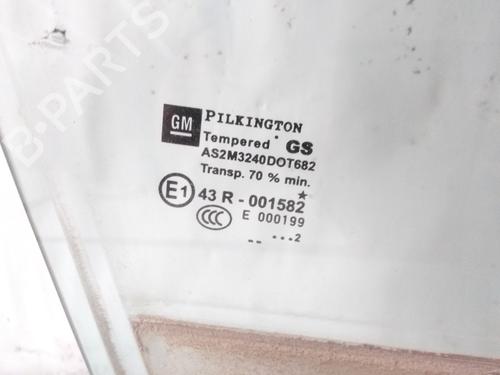 B-PARTS
GM PILKINGTON
Tempered GS
AS2M3240DOT682
Transp. 70 % min.
E1 43 R - 001582
CCC E 000199
.. ...2